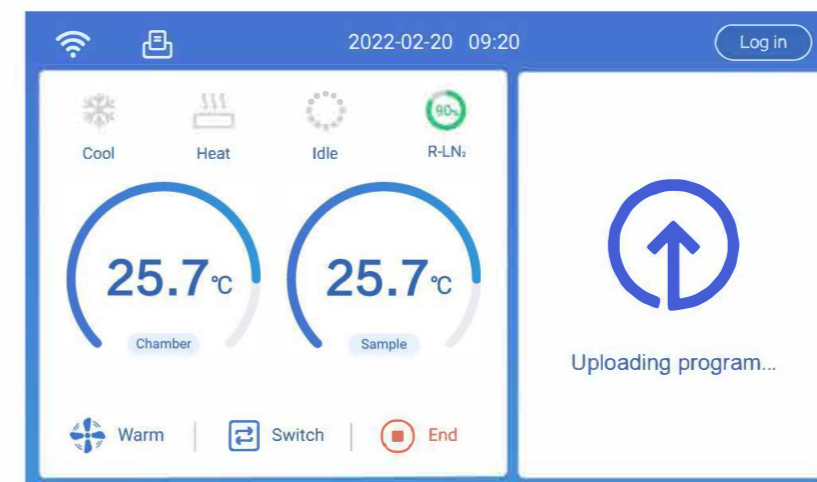 2022-02-20 09:20
Log in
90%
Cool Heat Idle R-LN₂
25.7℃ 25.7℃
Chamber Sample
Uploading program...
Warm Switch End